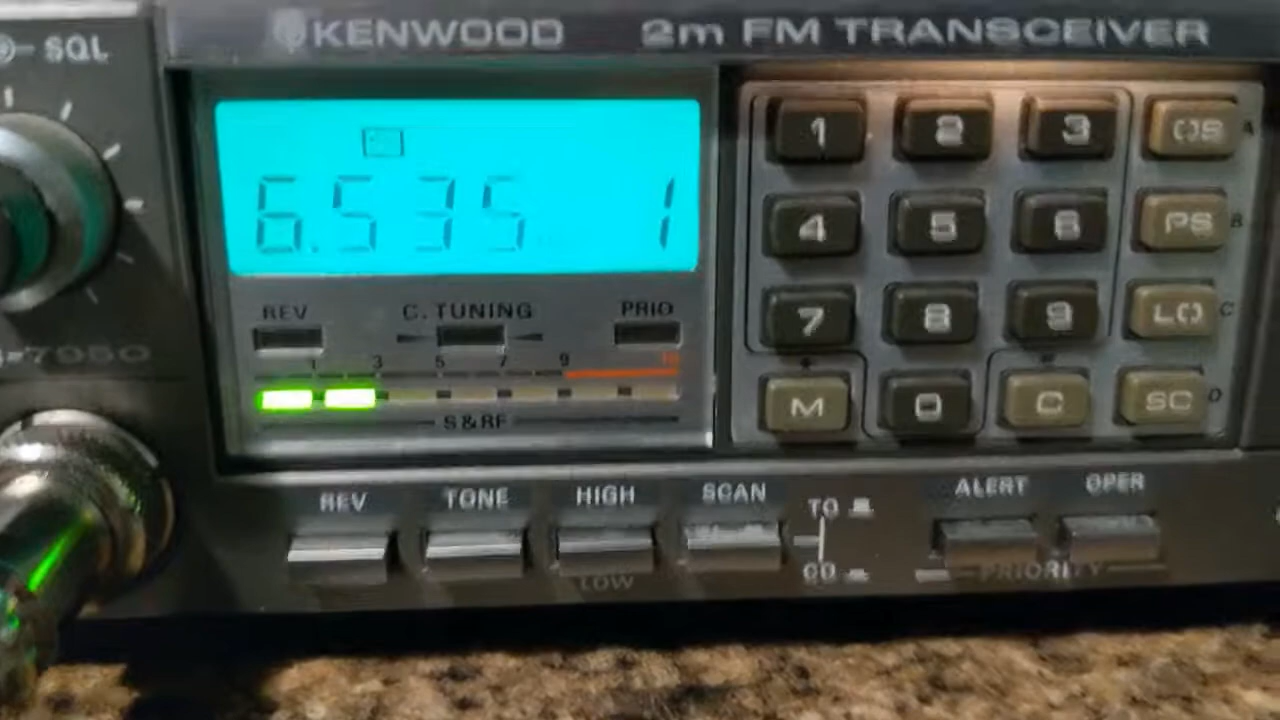 KENWOOD 2m FM TRANSCEIVER
SQL
6.535 1
REV C.TUNING PRIO
1 3 5 7 9
S&RF
7950
1 2 3 OS A
4 5 6 PS B
7 8 9 LO C
M 0 C SC D
REV TONE HIGH SCAN TO ALERT OPER
LOW CO PRIORITY